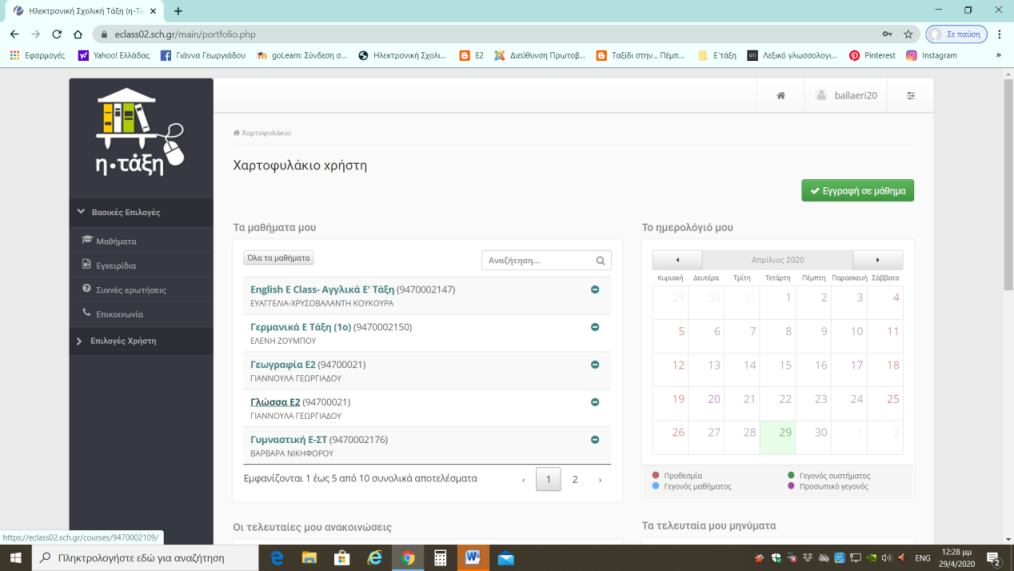 Ηλεκτρονική Σχολική Τάξη (η-Τά
eclass02.sch.gr/main/portfolio.php
Σε παύση
Εφαρμογές
Yahoo! Ελλάδας
Γιάννα Γεωργιάδου
goLearn: Σύνδεση σ...
Ηλεκτρονική Σχολι...
E2
Διεύθυνση Πρωτοβ...
Ταξίδι στην... Πέμπ...
Ε'τάξη
Λεξικό γλωσσολογι...
Pinterest
Instagram
»
η·τάξη
ballaeri20
Χαρτοφυλάκιο
Χαρτοφυλάκιο χρήστη
Εγγραφή σε μάθημα
Βασικές Επιλογές
Μαθήματα
Εγχειρίδια
Συχνές ερωτήσεις
Επικοινωνία
Επιλογές Χρήστη
Τα μαθήματα μου
Όλα τα μαθήματα
Αναζήτηση...
English E Class- Αγγλικά Ε' Τάξη (9470002147)
ΕΥΑΓΓΕΛΙΑ-ΧΡΥΣΟΒΑΛΑΝΤΗ ΚΟΥΚΟΥΡΑ
Γερμανικά Ε Τάξη (1ο) (9470002150)
ΕΛΕΝΗ ΖΟΥΜΠΟΥ
Γεωγραφία Ε2 (94700021)
ΓΙΑΝΝΟΥΛΑ ΓΕΩΡΓΙΑΔΟΥ
Γλώσσα Ε2 (94700021)
ΓΙΑΝΝΟΥΛΑ ΓΕΩΡΓΙΑΔΟΥ
Γυμναστική Ε-ΣΤ (9470002176)
ΒΑΡΒΑΡΑ ΝΙΚΗΦΟΡΟΥ
Εμφανίζονται 1 έως 5 από 10 συνολικά αποτελέσματα
‹ 1 2 ›
Το ημερολόγιό μου
Απρίλιος 2020
Κυριακή Δευτέρα Τρίτη Τετάρτη Πέμπτη Παρασκευή Σάββατο
29 30 31 1 2 3 4
5 6 7 8 9 10 11
12 13 14 15 16 17 18
19 20 21 22 23 24 25
26 27 28 29 30 1 2
Προθεσμία
Γεγονός συστήματος
Γεγονός μαθήματος
Προσωπικό γεγονός
Οι τελευταίες μου ανακοινώσεις
Τα τελευταία μου μηνύματα
https://eclass02.sch.gr/courses/9470002109/
Πληκτρολογήστε εδώ για αναζήτηση
ENG
12:28 μμ
29/4/2020
2